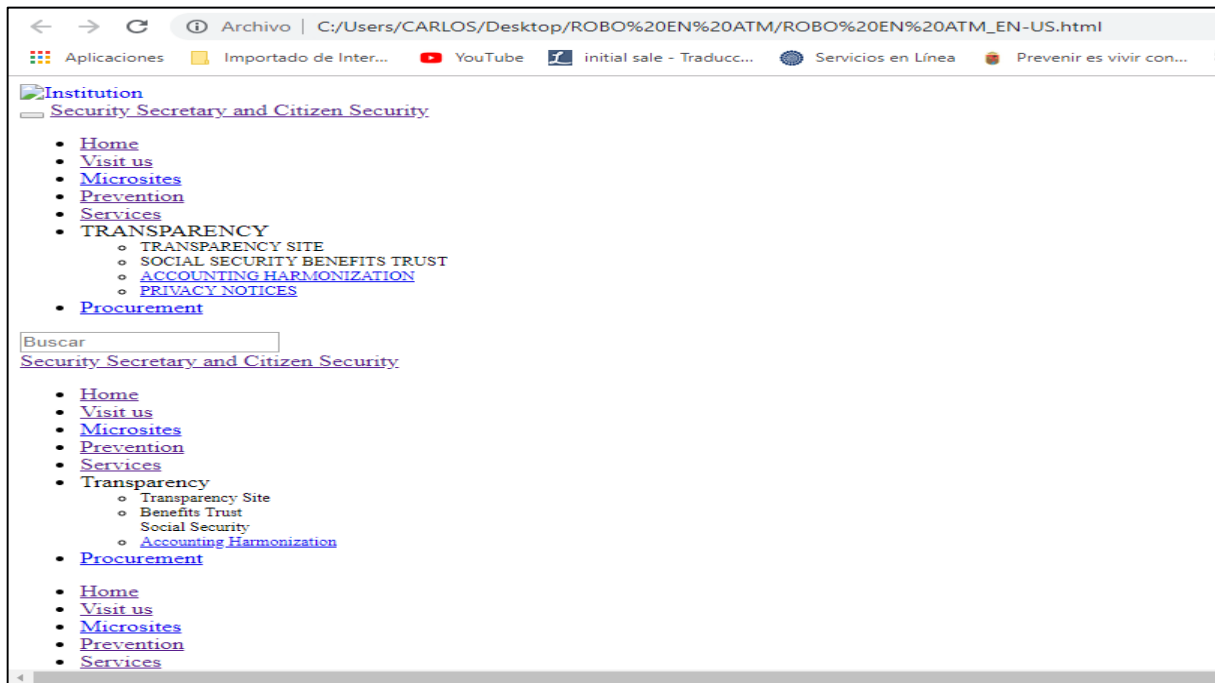 Archivo | C:/Users/CARLOS/Desktop/ROBO%20EN%20ATM/ROBO%20EN%20ATM_EN-US.html
Aplicaciones Importado de Inter... YouTube initial sale - Traducc... Servicios en Línea Prevenir es vivir con...
Institution
Security Secretary and Citizen Security
Home
Visit us
Microsites
Prevention
Services
TRANSPARENCY
TRANSPARENCY SITE
SOCIAL SECURITY BENEFITS TRUST
ACCOUNTING HARMONIZATION
PRIVACY NOTICES
Procurement
Buscar
Security Secretary and Citizen Security
Home
Visit us
Microsites
Prevention
Services
Transparency
Transparency Site
Benefits Trust
Social Security
Accounting Harmonization
Procurement
Home
Visit us
Microsites
Prevention
Services